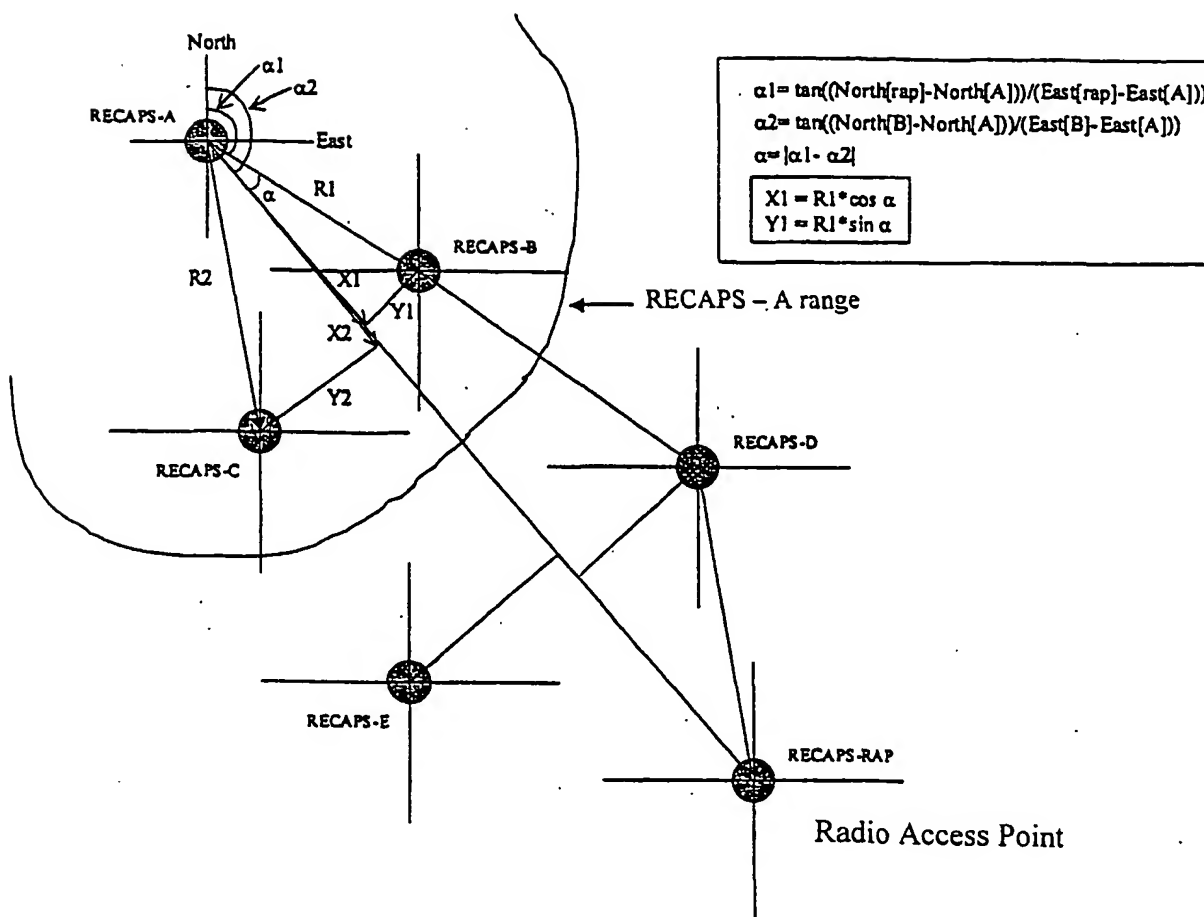 North
α1
α2
RECAPS-A
East
α
R1
RECAPS-B
R2
X1
Y1
X2
Y2
RECAPS – A range
RECAPS-C
RECAPS-D
RECAPS-E
RECAPS-RAP
Radio Access Point
α1= tan((North[rap]-North[A]))/(East[rap]-East[A]))
α2= tan((North[B]-North[A]))/(East[B]-East[A]))
α= |α1- α2|
X1 = R1*cos α
Y1 = R1*sin α